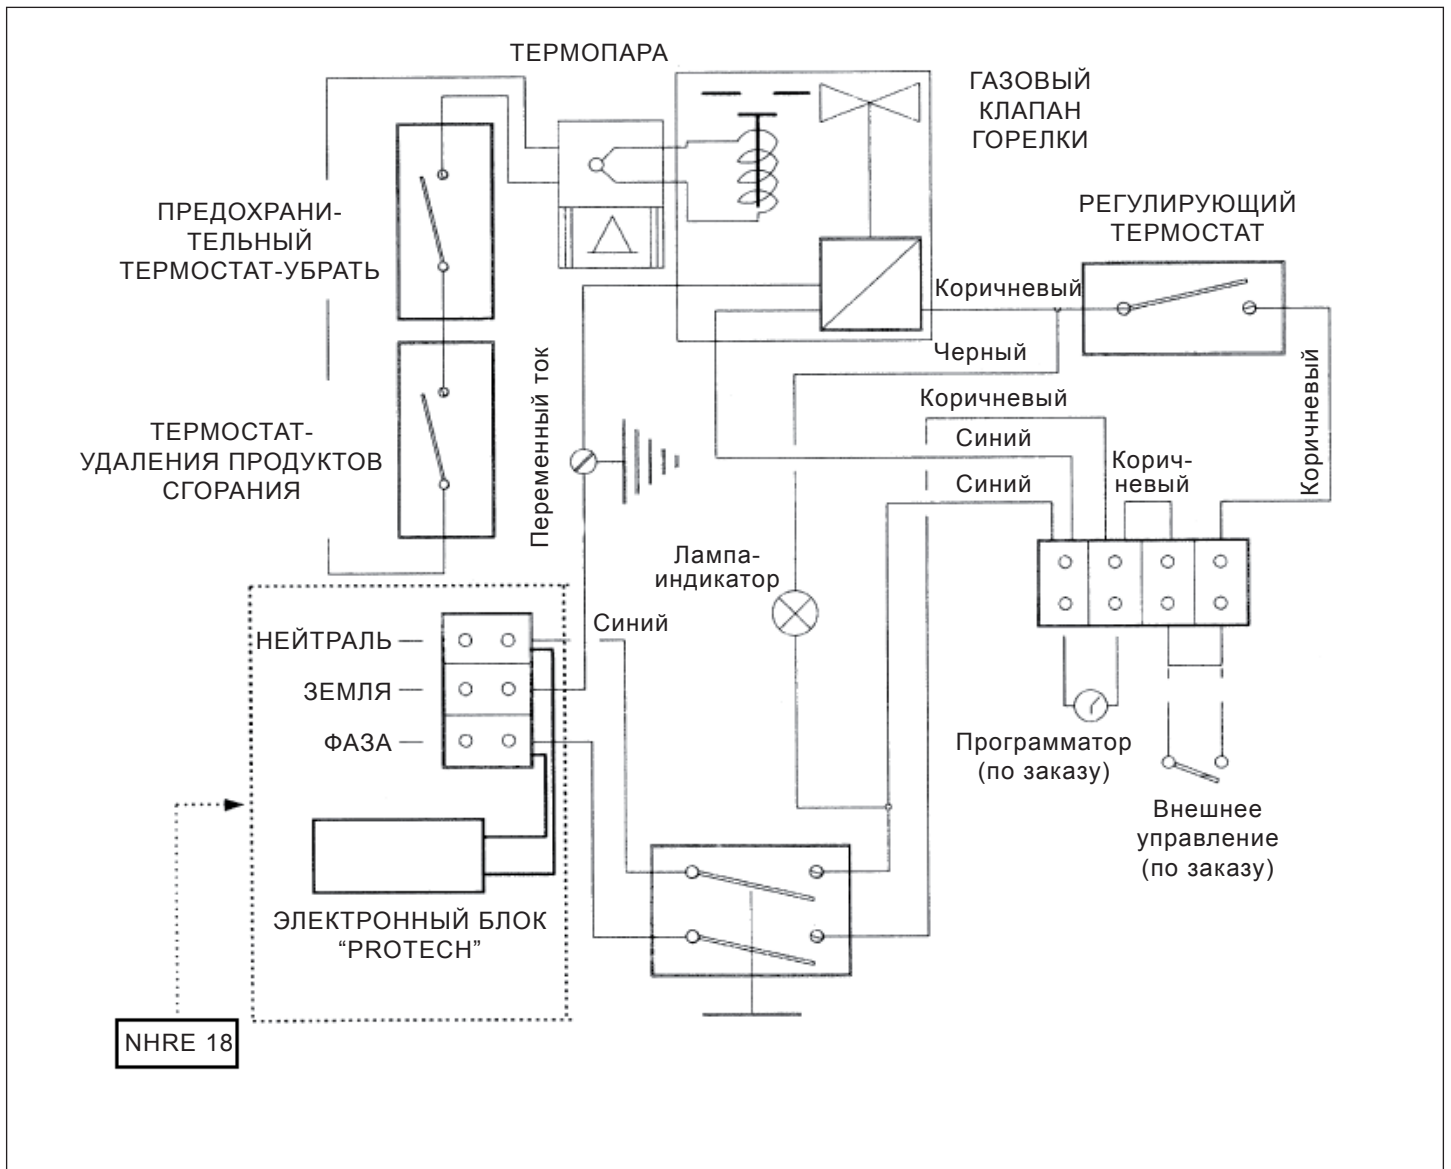 ТЕРМОПАРА
ГАЗОВЫЙ
КЛАПАН
ГОРЕЛКИ
ПРЕДОХРАНИ-
ТЕЛЬНЫЙ
ТЕРМОСТАТ-УБРАТЬ
РЕГУЛИРУЮЩИЙ
ТЕРМОСТАТ
Коричневый
Черный
Коричневый
Синий
Корич-
невый
Синий
Коричневый
Переменный ток
ТЕРМОСТАТ-
УДАЛЕНИЯ ПРОДУКТОВ
СГОРАНИЯ
Лампа-
индикатор
Синий
НЕЙТРАЛЬ
ЗЕМЛЯ
ФАЗА
Программатор
(по заказу)
Внешнее
управление
(по заказу)
ЭЛЕКТРОННЫЙ БЛОК
“PROTECH”
NHRE 18